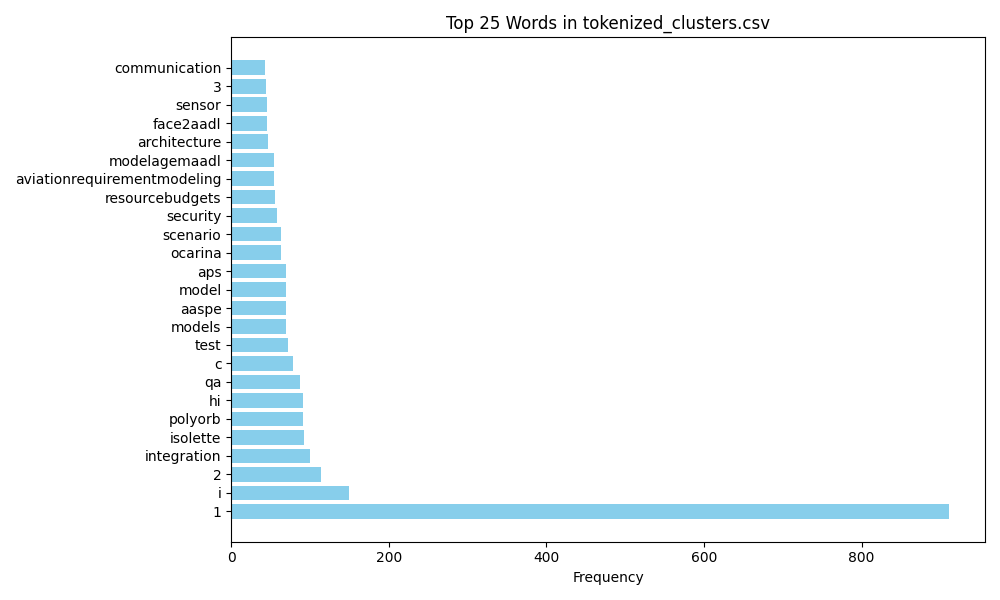 Top 25 Words in tokenized_clusters.csv
communication
3
sensor
face2aadl
architecture
modelagemaadl
aviationrequirementmodeling
resourcebudgets
security
scenario
ocarina
aps
model
aaspe
models
test
c
qa
hi
polyorb
isolette
integration
2
i
1
0 200 400 600 800
Frequency